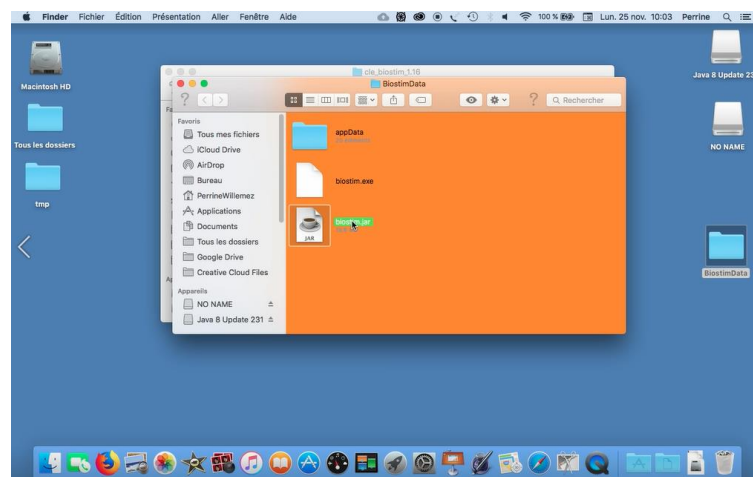 Finder Fichier Édition Présentation Aller Fenêtre Aide 100 % Lun. 25 nov. 10:03 Perrine
Macintosh HD
Tous les dossiers
tmp
cle_biostim_1.16
BiostimData
Rechercher
Favoris
Tous mes fichiers
iCloud Drive
AirDrop
Bureau
PerrineWillemez
Applications
Documents
Tous les dossiers
Google Drive
Creative Cloud Files
Appareils
NO NAME
Java 8 Update 231
appData
biostim.exe
biostim.jar
JAR
Java 8 Update 23
NO NAME
BiostimData